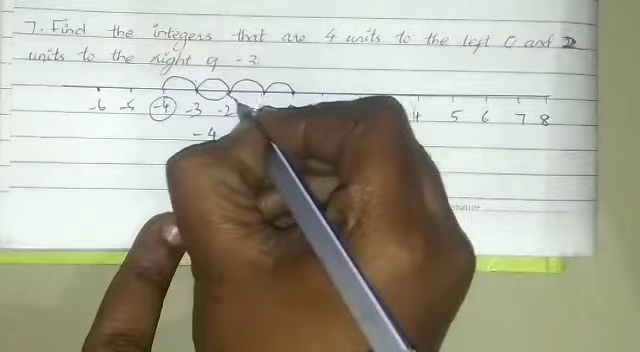 7. Find the integers that are 4 units to the left 0 and 2
units to the right of -3.
-6 -5 -4 -3 -2 4 5 6 7 8
-4